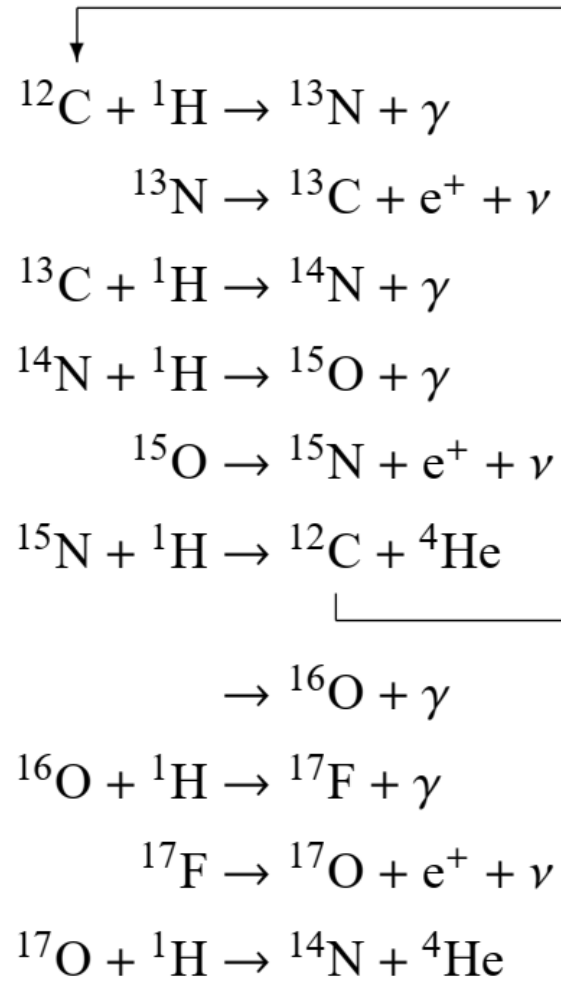 ¹²C + ¹H → ¹³N + γ
¹³N → ¹³C + e⁺ + ν
¹³C + ¹H → ¹⁴N + γ
¹⁴N + ¹H → ¹⁵O + γ
¹⁵O → ¹⁵N + e⁺ + ν
¹⁵N + ¹H → ¹²C + ⁴He
→ ¹⁶O + γ
¹⁶O + ¹H → ¹⁷F + γ
¹⁷F → ¹⁷O + e⁺ + ν
¹⁷O + ¹H → ¹⁴N + ⁴He